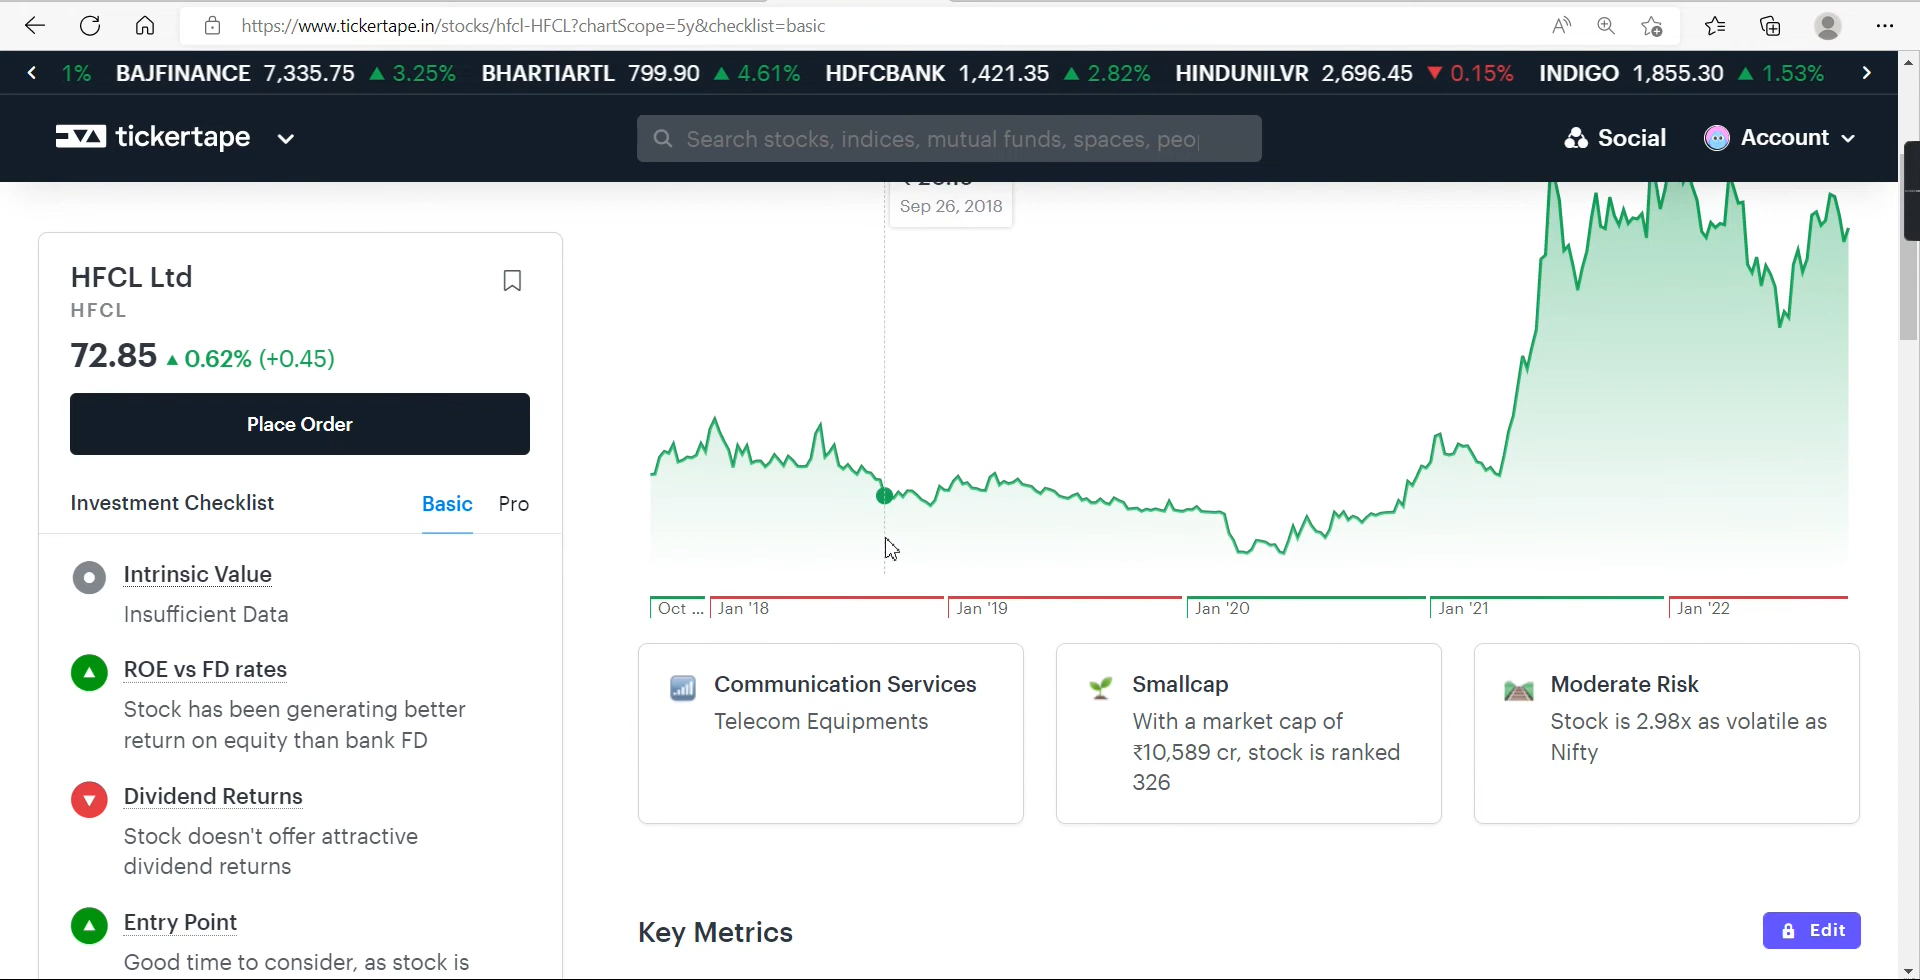 https://www.tickertape.in/stocks/hfcl-HFCL?chartScope=5y&checklist=basic
1% BAJFINANCE 7,335.75 ▲ 3.25% BHARTIARTL 799.90 ▲ 4.61% HDFCBANK 1,421.35 ▲ 2.82% HINDUNILVR 2,696.45 ▼ 0.15% INDIGO 1,855.30 ▲ 1.53%
tickertape
Search stocks, indices, mutual funds, spaces, peo
Social
Account
Sep 26, 2018
HFCL Ltd
HFCL
72.85 ▲ 0.62% (+0.45)
Place Order
Investment Checklist
Basic
Pro
Intrinsic Value
Insufficient Data
ROE vs FD rates
Stock has been generating better
return on equity than bank FD
Dividend Returns
Stock doesn't offer attractive
dividend returns
Entry Point
Good time to consider, as stock is
Oct ... Jan '18 Jan '19 Jan '20 Jan '21 Jan '22
Communication Services
Telecom Equipments
Smallcap
With a market cap of
₹10,589 cr, stock is ranked
326
Moderate Risk
Stock is 2.98x as volatile as
Nifty
Key Metrics
Edit